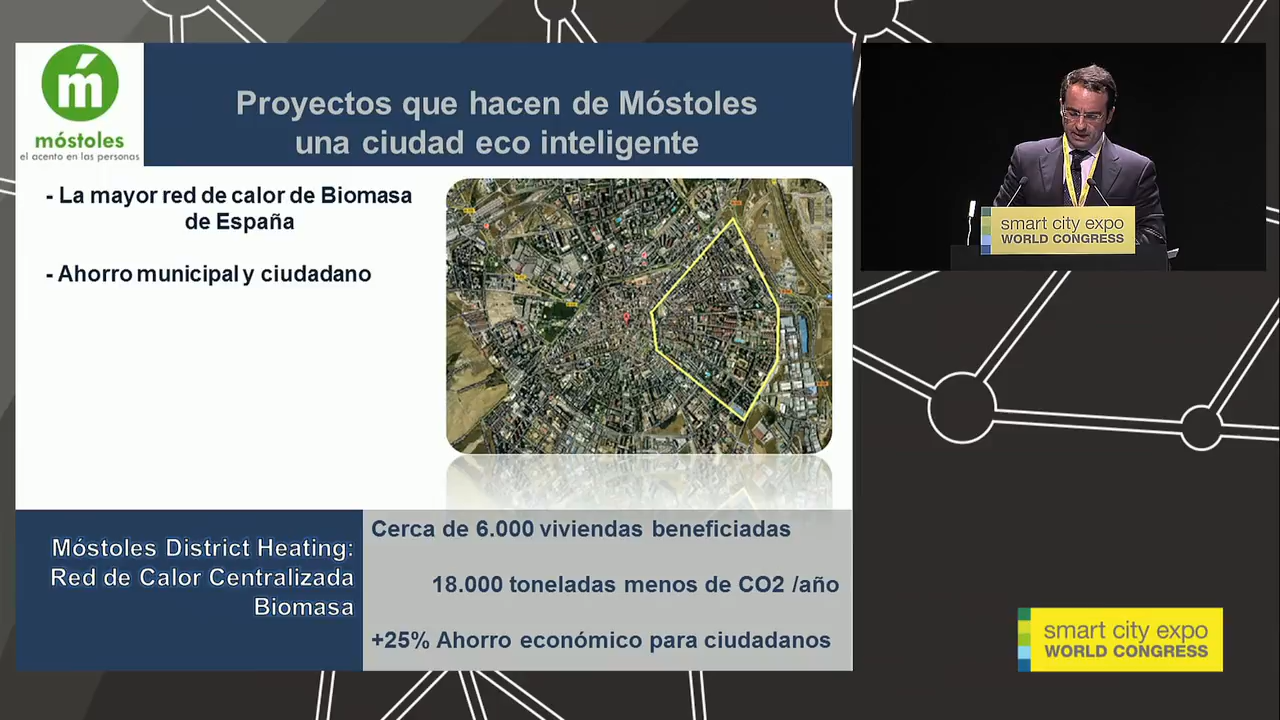 móstoles
el acento en las personas
Proyectos que hacen de Móstoles
una ciudad eco inteligente
- La mayor red de calor de Biomasa
de España
- Ahorro municipal y ciudadano
Móstoles District Heating:
Red de Calor Centralizada
Biomasa
Cerca de 6.000 viviendas beneficiadas
18.000 toneladas menos de CO2 /año
+25% Ahorro económico para ciudadanos
smart city expo
WORLD CONGRESS
smart city expo
WORLD CONGRESS